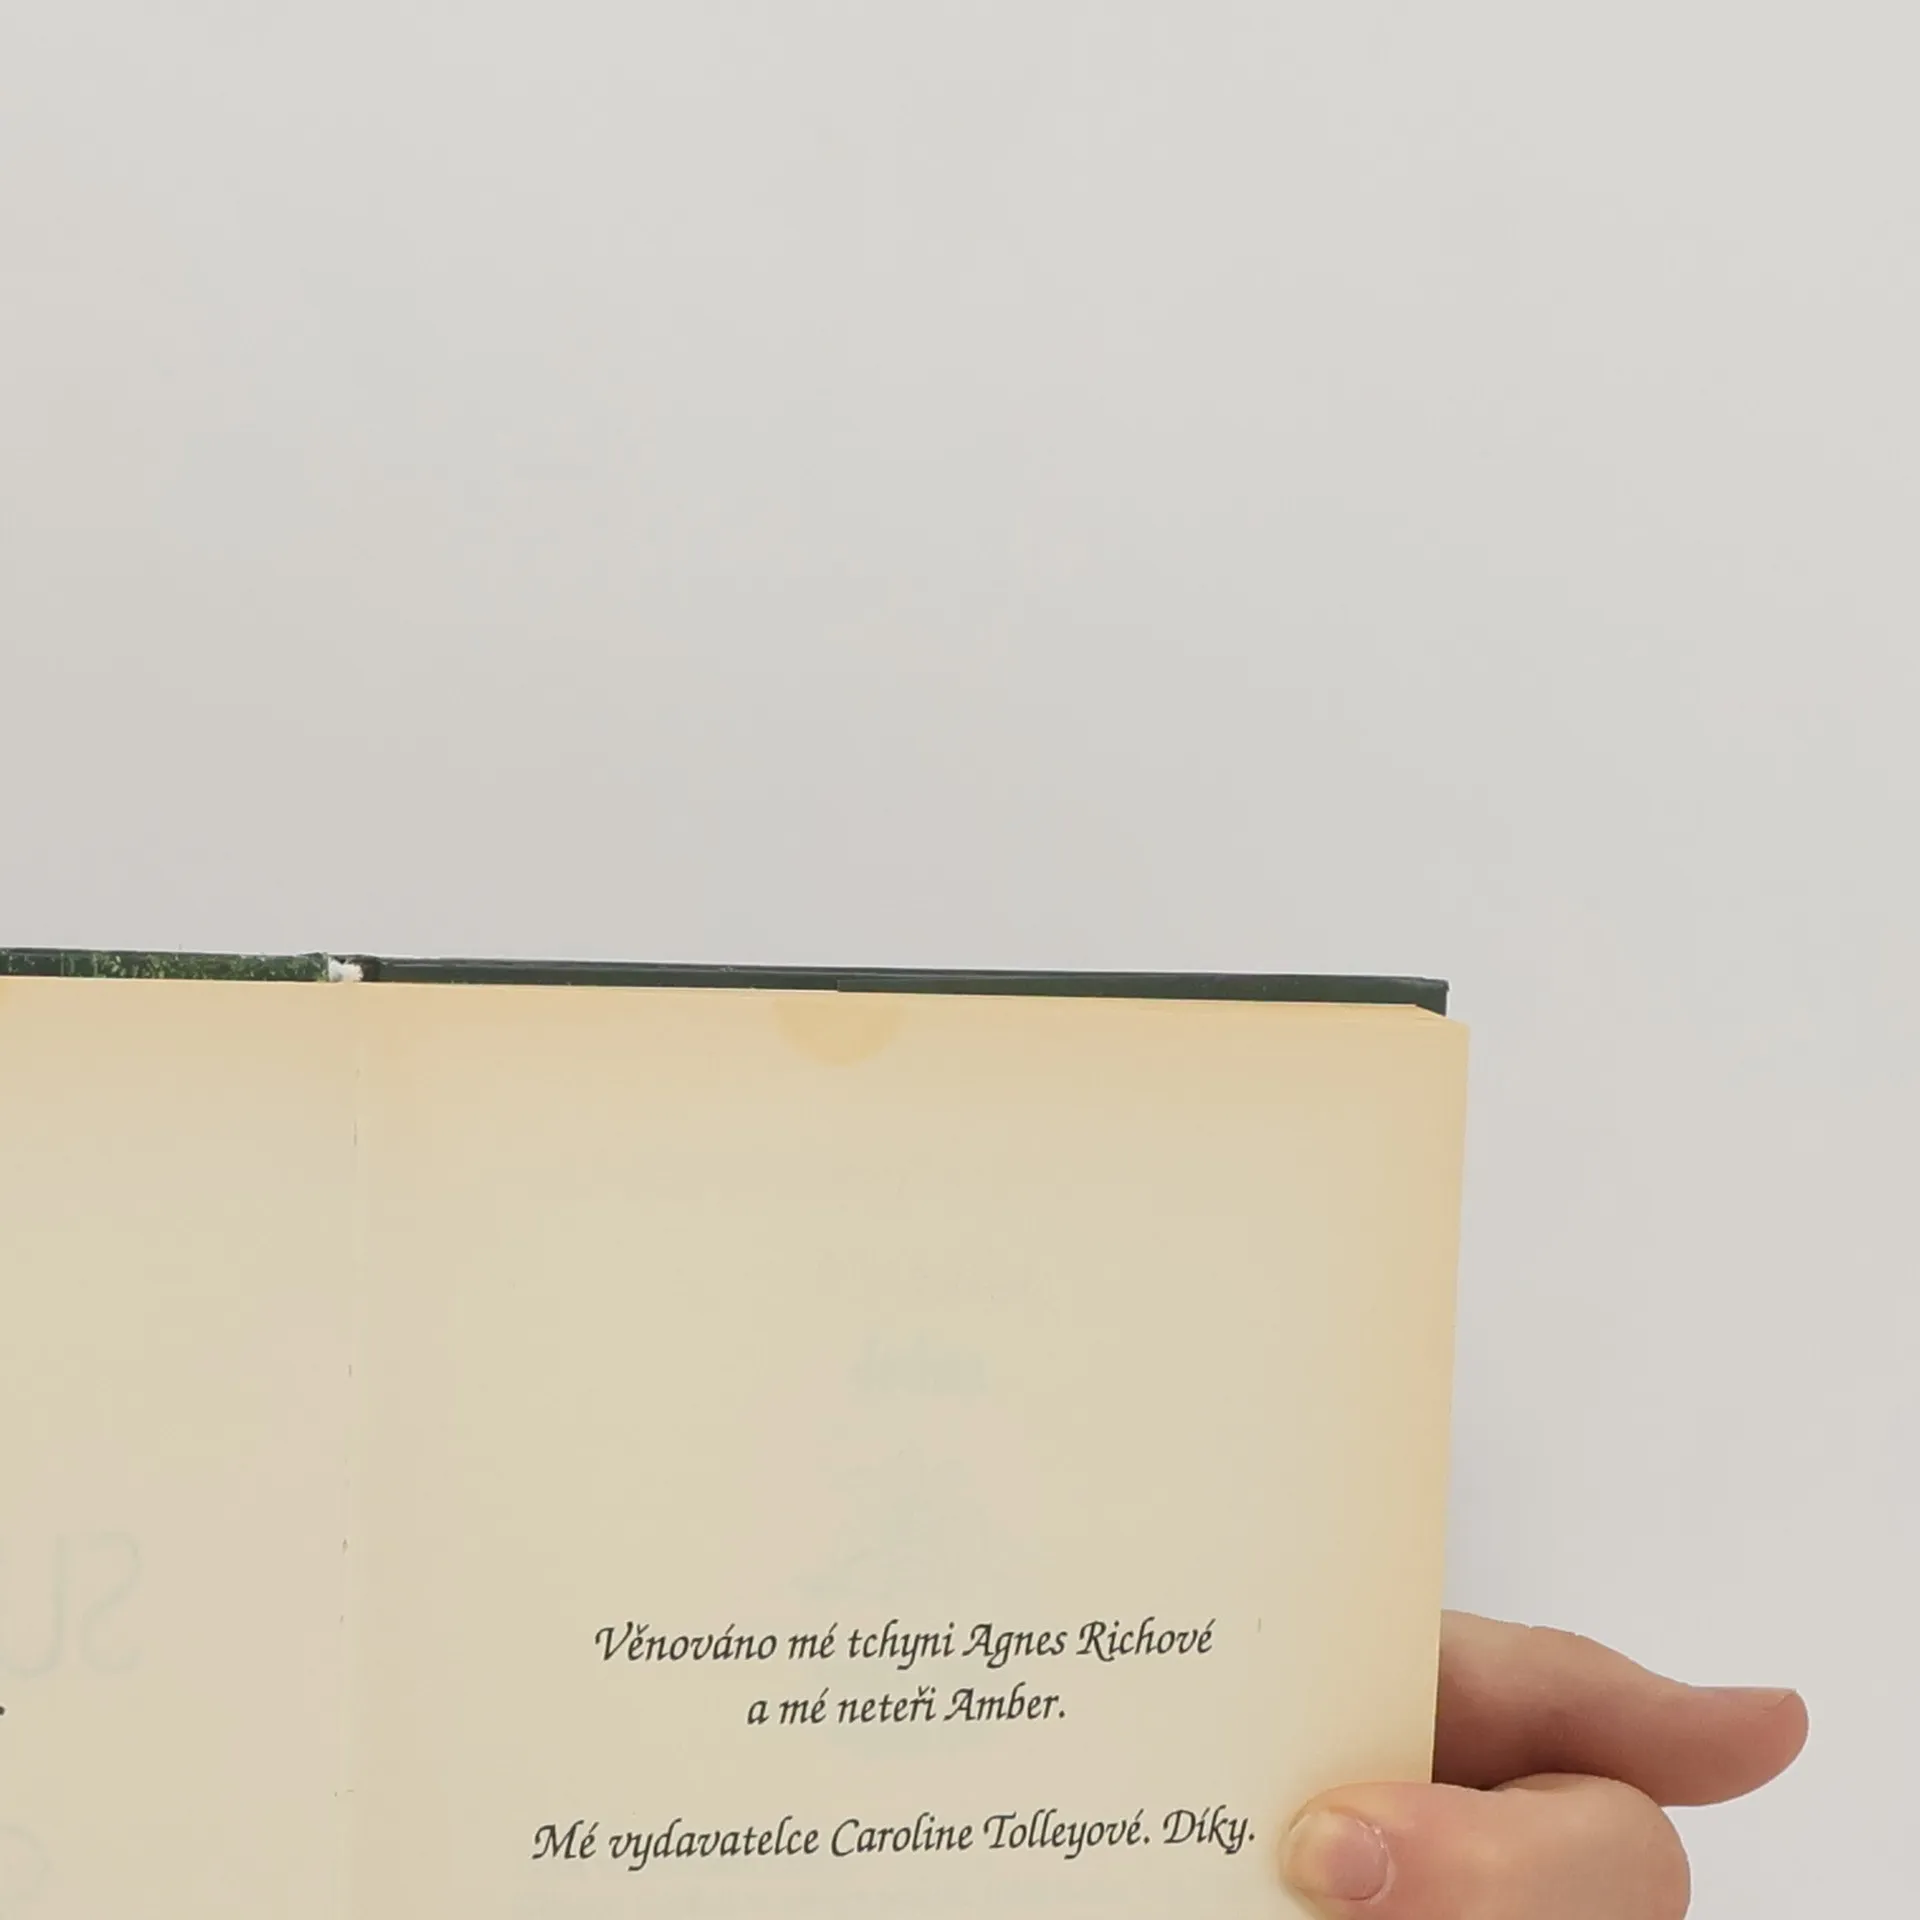 Věnováno mé tchyni Agnes Richové
a mé neteři Amber.
Mé vydavatelce Caroline Tolleyové. Díky.